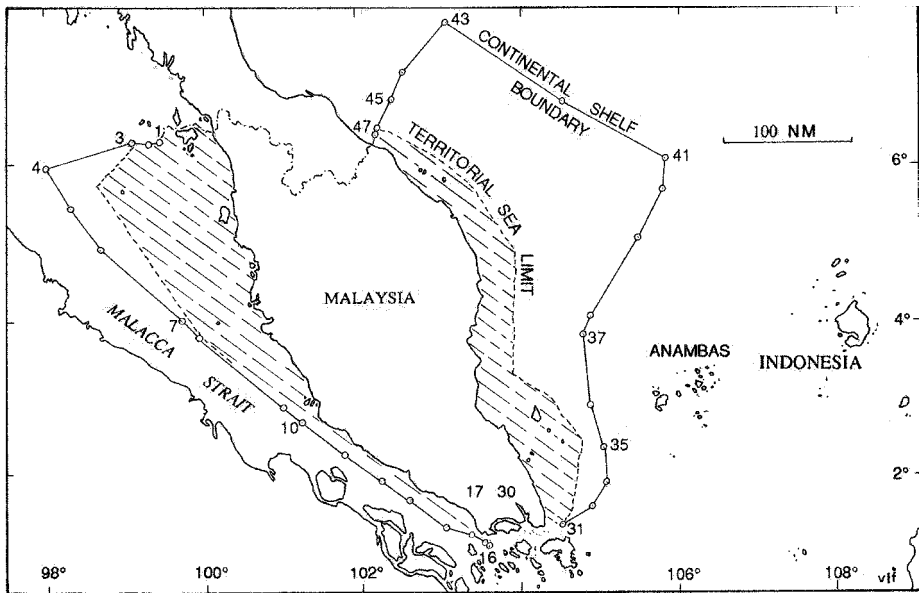 43
CONTINENTAL SHELF
BOUNDARY
45
47
100 NM
3
1
4
41
6°
TERRITORIAL SEA
LIMIT
MALAYSIA
7
MALACCA
STRAIT
37
4°
ANAMBAS
INDONESIA
10
35
2°
17 30
31
16
98° 100° 102° 106° 108°
vlf